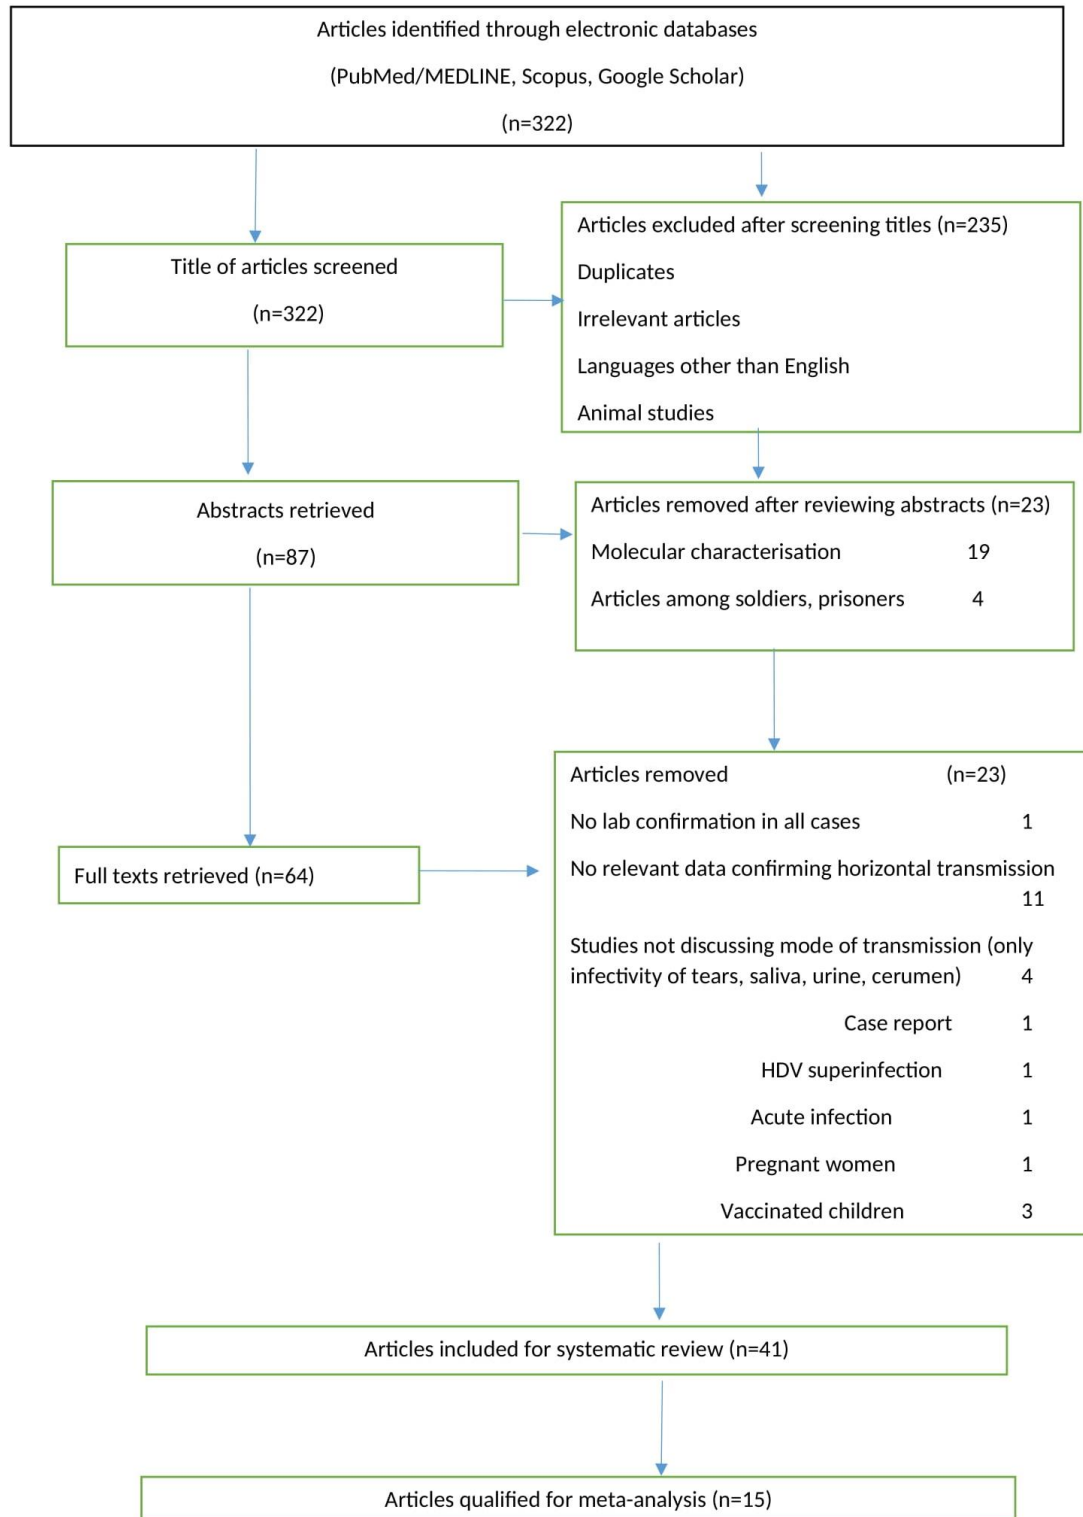 Articles identified through electronic databases
(PubMed/MEDLINE, Scopus, Google Scholar)
(n=322)
Title of articles screened
(n=322)
Articles excluded after screening titles (n=235)
Duplicates
Irrelevant articles
Languages other than English
Animal studies
Abstracts retrieved
(n=87)
Articles removed after reviewing abstracts (n=23)
Molecular characterisation 19
Articles among soldiers, prisoners 4
Full texts retrieved (n=64)
Articles removed (n=23)
No lab confirmation in all cases 1
No relevant data confirming horizontal transmission
11
Studies not discussing mode of transmission (only
infectivity of tears, saliva, urine, cerumen) 4
Case report 1
HDV superinfection 1
Acute infection 1
Pregnant women 1
Vaccinated children 3
Articles included for systematic review (n=41)
Articles qualified for meta-analysis (n=15)